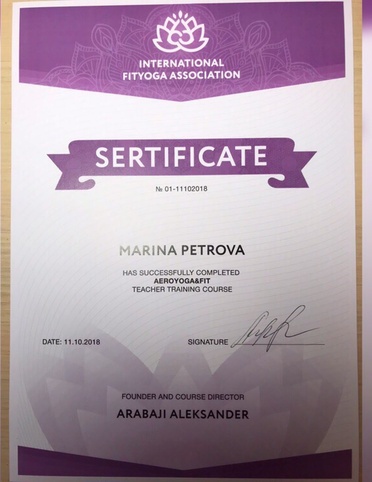 INTERNATIONAL
FITYOGA ASSOCIATION
SERTIFICATE
№ 01-11102018
MARINA PETROVA
HAS SUCCESSFULLY COMPLETED
AEROYOGA&FIT
TEACHER TRAINING COURSE
DATE: 11.10.2018 SIGNATURE
FOUNDER AND COURSE DIRECTOR
ARABAJI ALEKSANDER